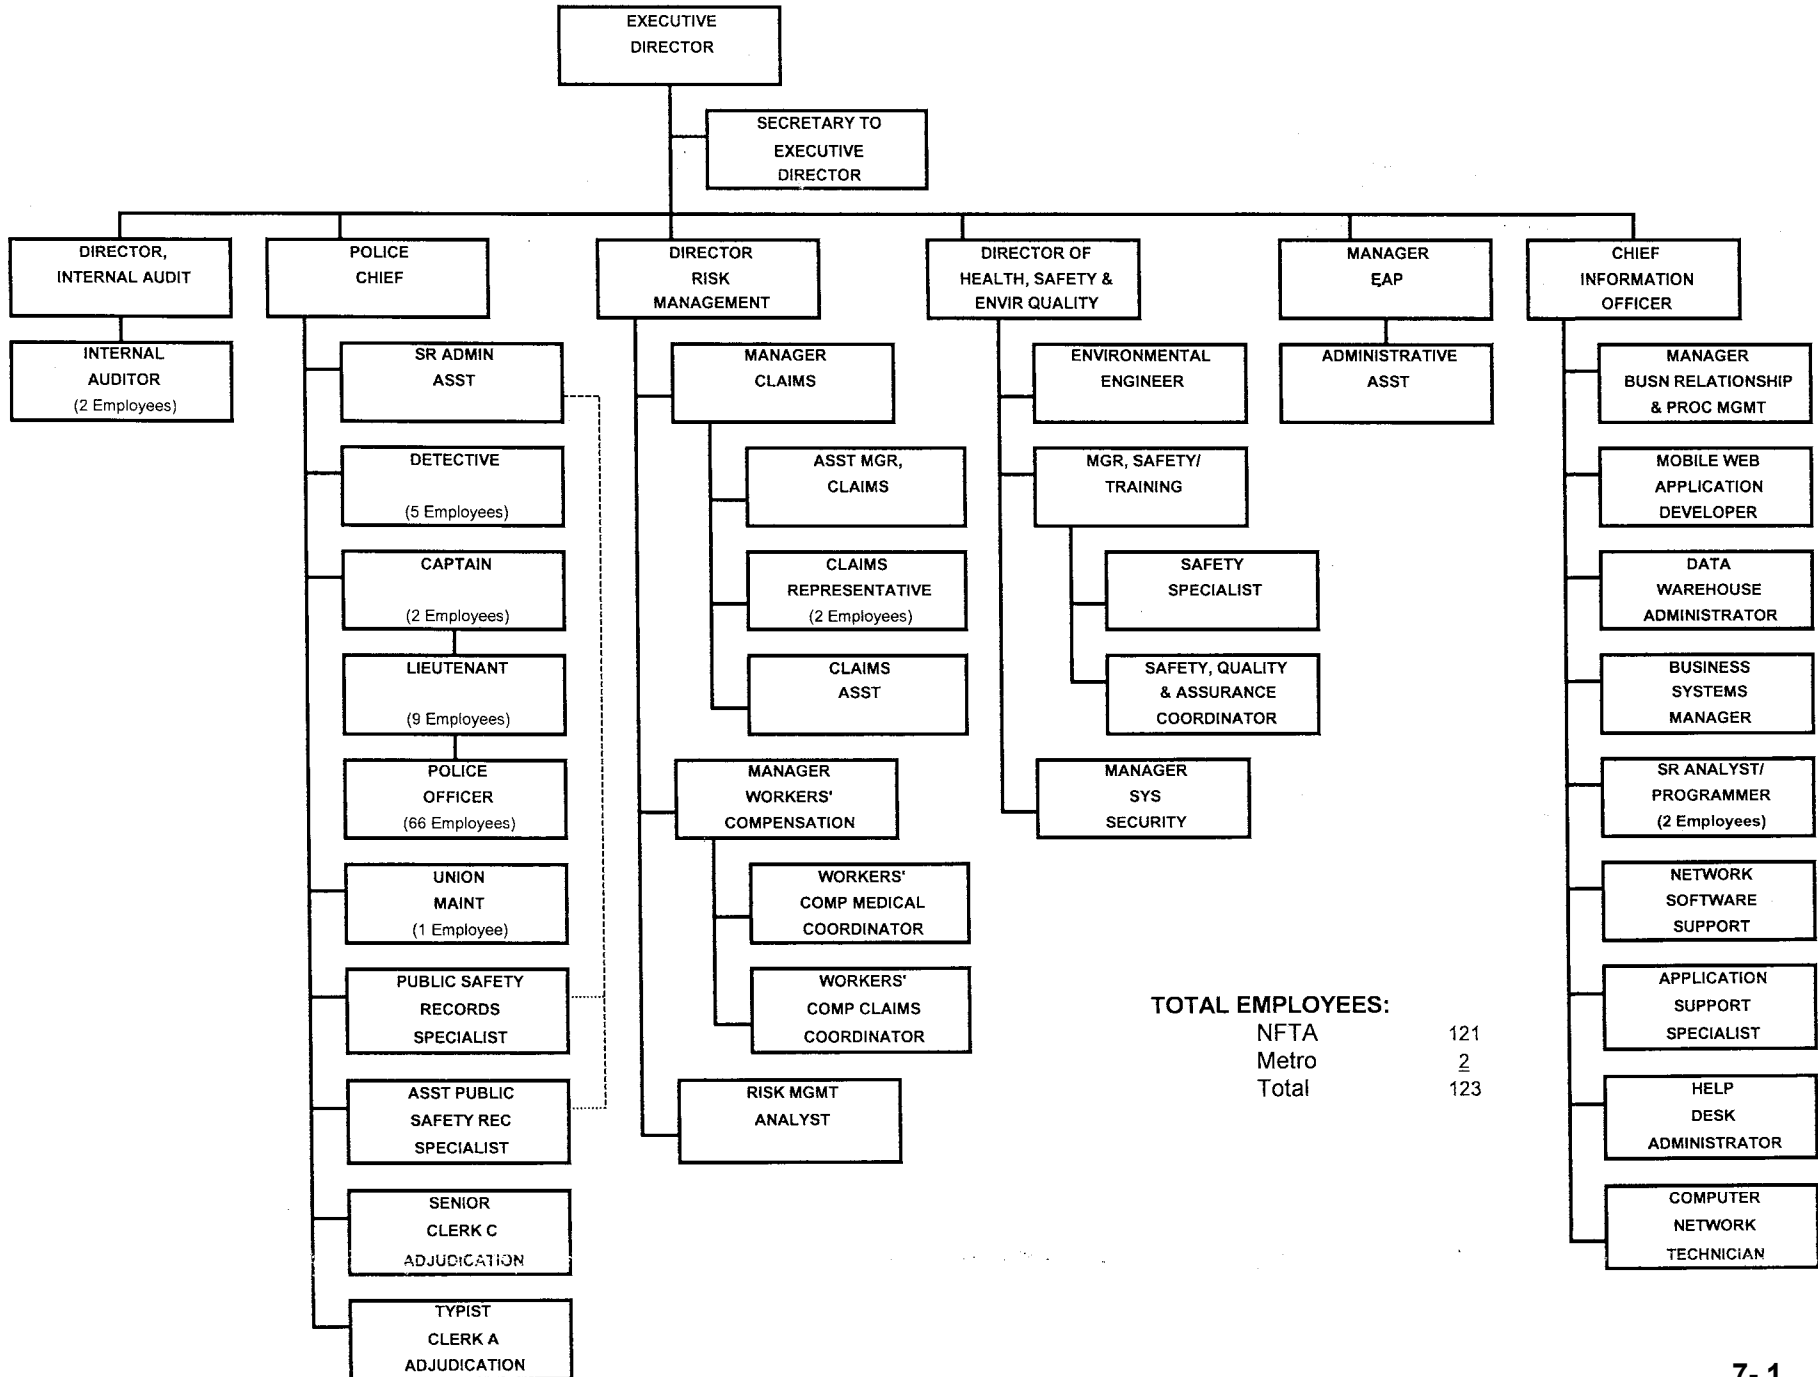 EXECUTIVE
DIRECTOR
SECRETARY TO
EXECUTIVE
DIRECTOR
DIRECTOR,
INTERNAL AUDIT
INTERNAL
AUDITOR
(2 Employees)
POLICE
CHIEF
SR ADMIN
ASST
DETECTIVE
(5 Employees)
CAPTAIN
(2 Employees)
LIEUTENANT
(9 Employees)
POLICE
OFFICER
(66 Employees)
UNION
MAINT
(1 Employee)
PUBLIC SAFETY
RECORDS
SPECIALIST
ASST PUBLIC
SAFETY REC
SPECIALIST
SENIOR
CLERK C
ADJUDICATION
TYPIST
CLERK A
ADJUDICATION
DIRECTOR
RISK
MANAGEMENT
MANAGER
CLAIMS
ASST MGR,
CLAIMS
CLAIMS
REPRESENTATIVE
(2 Employees)
CLAIMS
ASST
MANAGER
WORKERS'
COMPENSATION
WORKERS'
COMP MEDICAL
COORDINATOR
WORKERS'
COMP CLAIMS
COORDINATOR
RISK MGMT
ANALYST
DIRECTOR OF
HEALTH, SAFETY &
ENVIR QUALITY
ENVIRONMENTAL
ENGINEER
MGR, SAFETY/
TRAINING
SAFETY
SPECIALIST
SAFETY, QUALITY
& ASSURANCE
COORDINATOR
MANAGER
SYS
SECURITY
MANAGER
EAP
ADMINISTRATIVE
ASST
CHIEF
INFORMATION
OFFICER
MANAGER
BUSN RELATIONSHIP
& PROC MGMT
MOBILE WEB
APPLICATION
DEVELOPER
DATA
WAREHOUSE
ADMINISTRATOR
BUSINESS
SYSTEMS
MANAGER
SR ANALYST/
PROGRAMMER
(2 Employees)
NETWORK
SOFTWARE
SUPPORT
APPLICATION
SUPPORT
SPECIALIST
HELP
DESK
ADMINISTRATOR
COMPUTER
NETWORK
TECHNICIAN
TOTAL EMPLOYEES:
NFTA 121
Metro 2
Total 123
7- 1